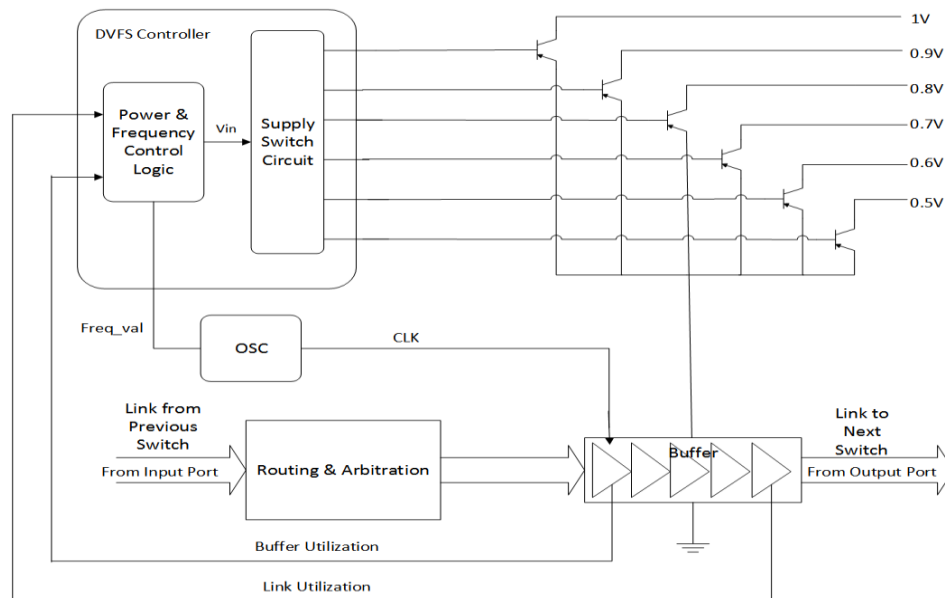 DVFS Controller
1V
0.9V
0.8V
0.7V
0.6V
0.5V
Power &
Frequency
Control
Logic
Vin
Supply
Switch
Circuit
Freq_val
OSC
CLK
Link from
Previous
Switch
From Input Port
Routing & Arbitration
Buffer
Link to
Next
Switch
From Output Port
Buffer Utilization
Link Utilization